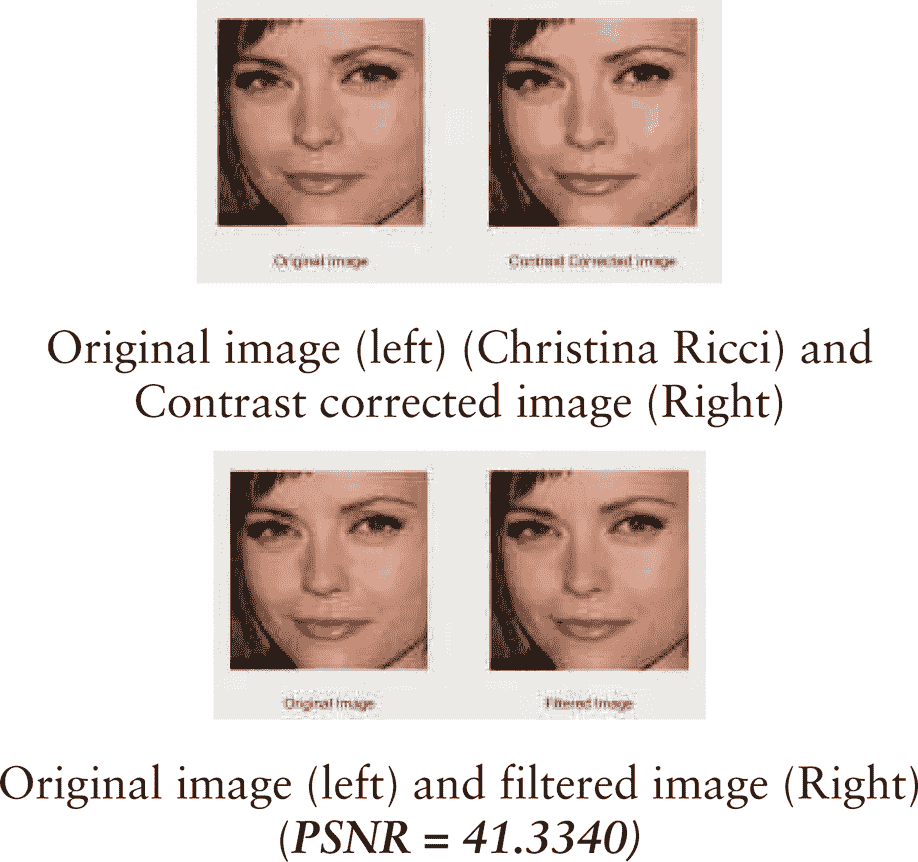 Original Image Contrast Corrected Image
Original image (left) (Christina Ricci) and
Contrast corrected image (Right)
Original Image Filtered Image
Original image (left) and filtered image (Right)
(PSNR = 41.3340)